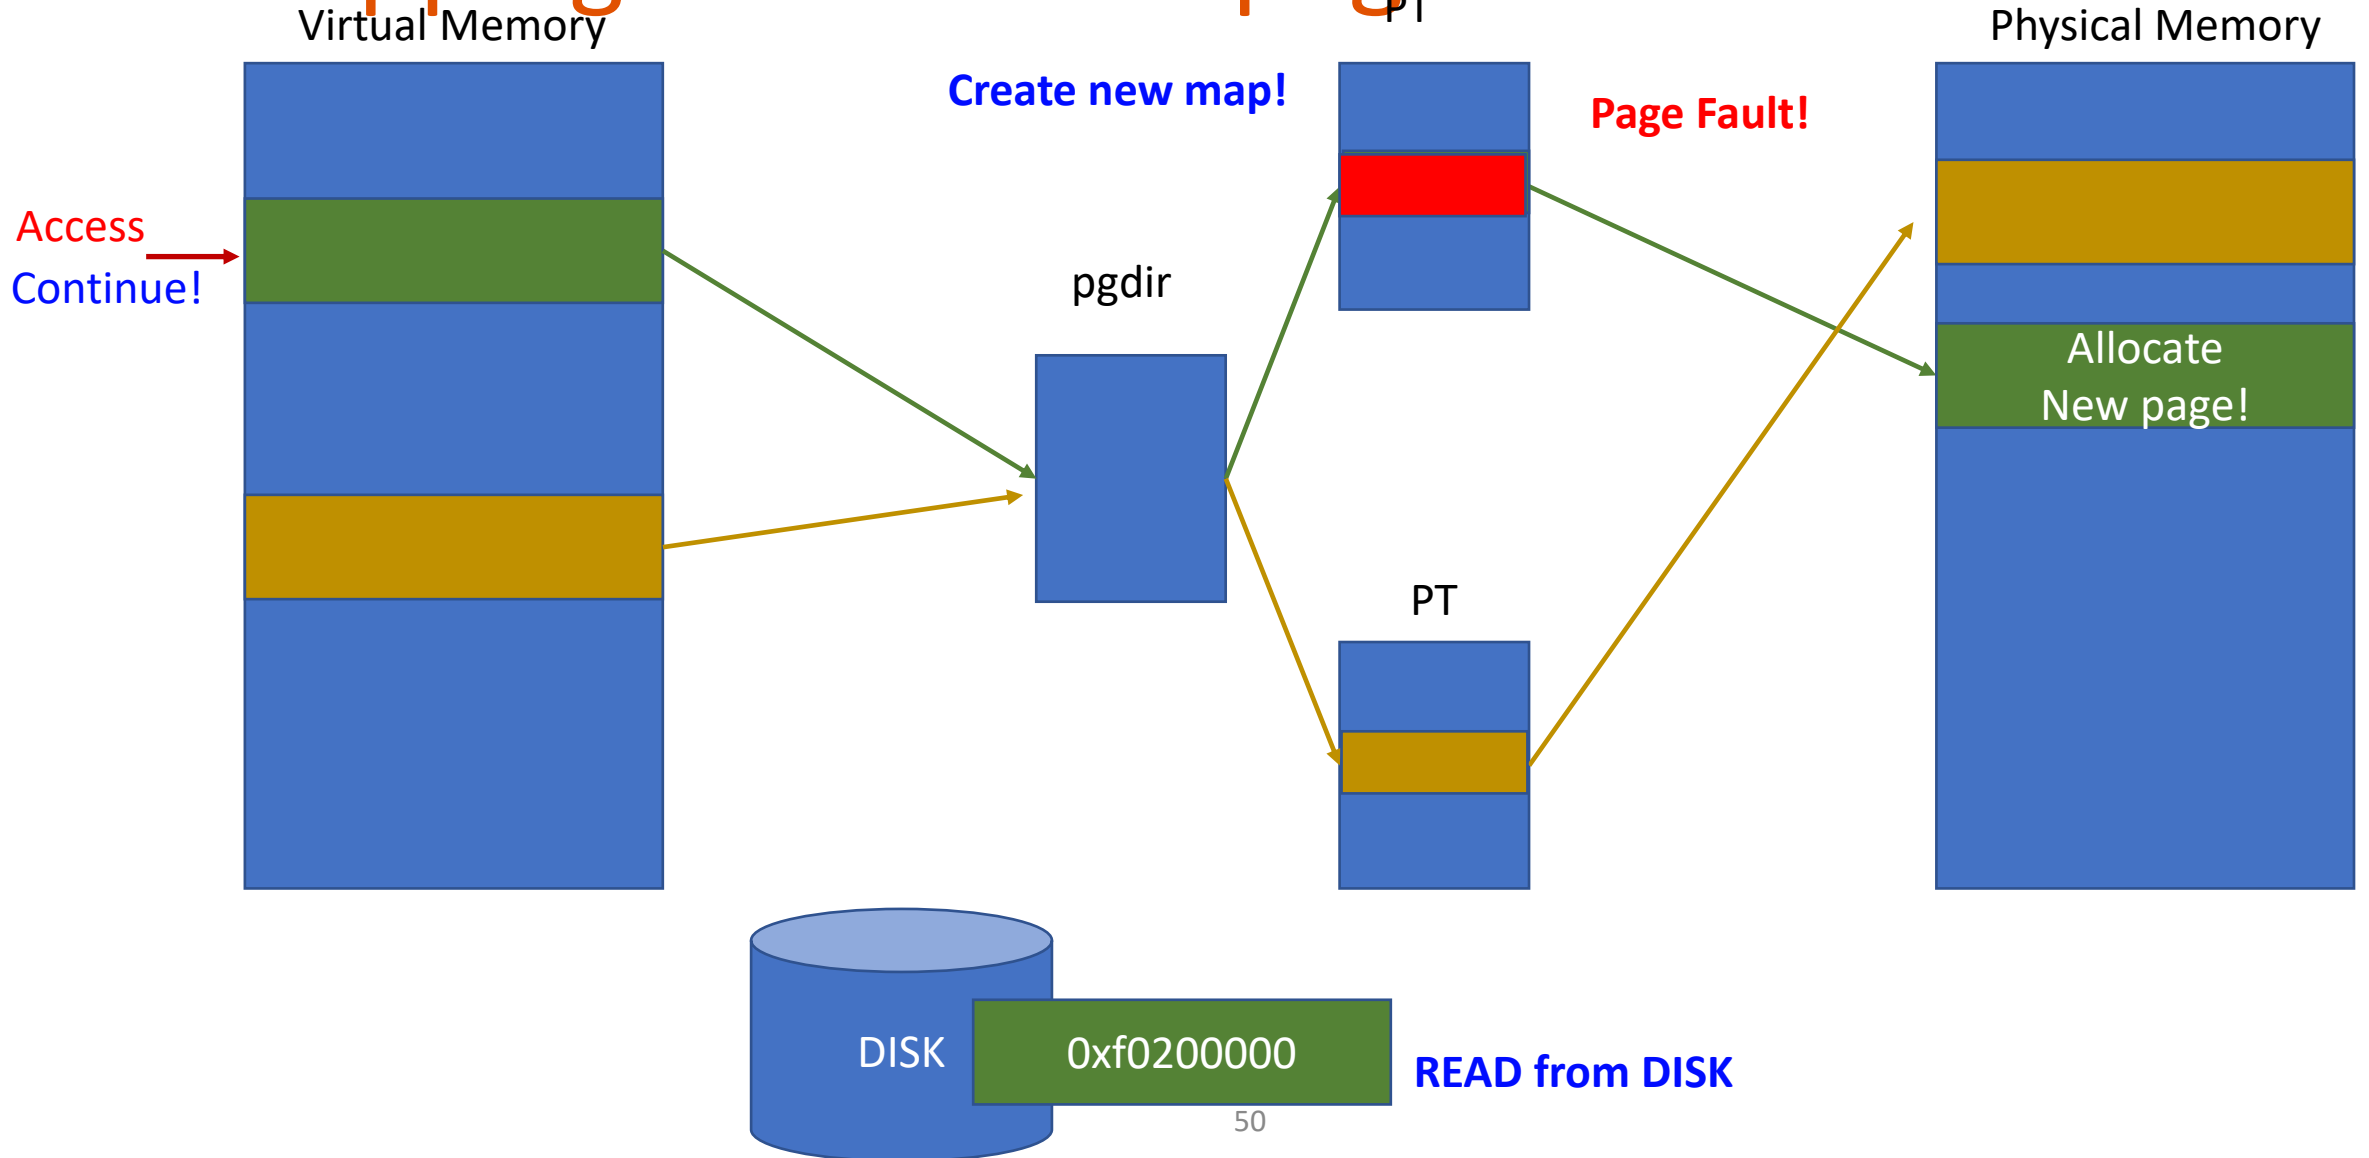 Virtual Memory
PT
Physical Memory
Create new map!
Page Fault!
Access
Continue!
pgdir
Allocate
New page!
PT
DISK
0xf0200000
READ from DISK
50